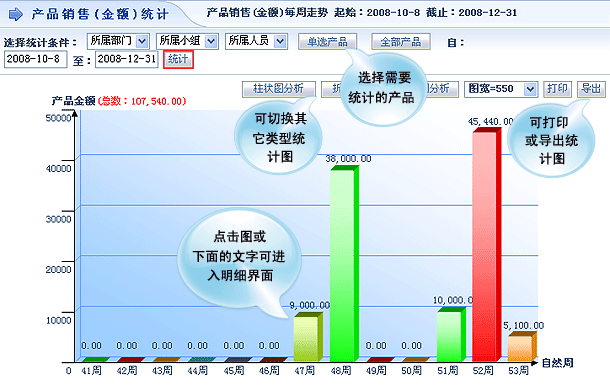 产品销售(金额)统计
产品销售(金额)每周走势 起始：2008-10-8 截止：2008-12-31
选择统计条件： 所属部门 所属小组 所属人员 单选产品 全部产品 自：
2008-10-8 至： 2008-12-31 统计
选择需要
统计的产品
柱状图分析 折 图分析 图宽=550 打印 导出
产品金额(总数：107,540.00)
可切换其
它类型统
计图
可打印
或导出统
计图
点击图或
下面的文字可进
入明细界面
50000
40000
30000
20000
10000
0
0.00 0.00 0.00 0.00 0.00 0.00 9,000.00 38,000.00 0.00 0.00 10,000.00 45,440.00 5,100.00
41周 42周 43周 44周 45周 46周 47周 48周 49周 50周 51周 52周 53周
自然周